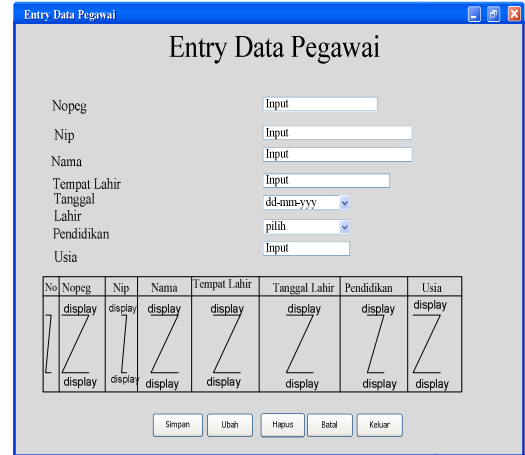 Entry Data Pegawai
Entry Data Pegawai
Nopeg Input
Nip Input
Nama Input
Tempat Lahir Input
Tanggal
Lahir dd-mm-yyy
Pendidikan pilih
Usia Input
No Nopeg Nip Nama Tempat Lahir Tanggal Lahir Pendidikan Usia
display display display display display display display
display display display display display display display
Simpan Ubah Hapus Batal Keluar